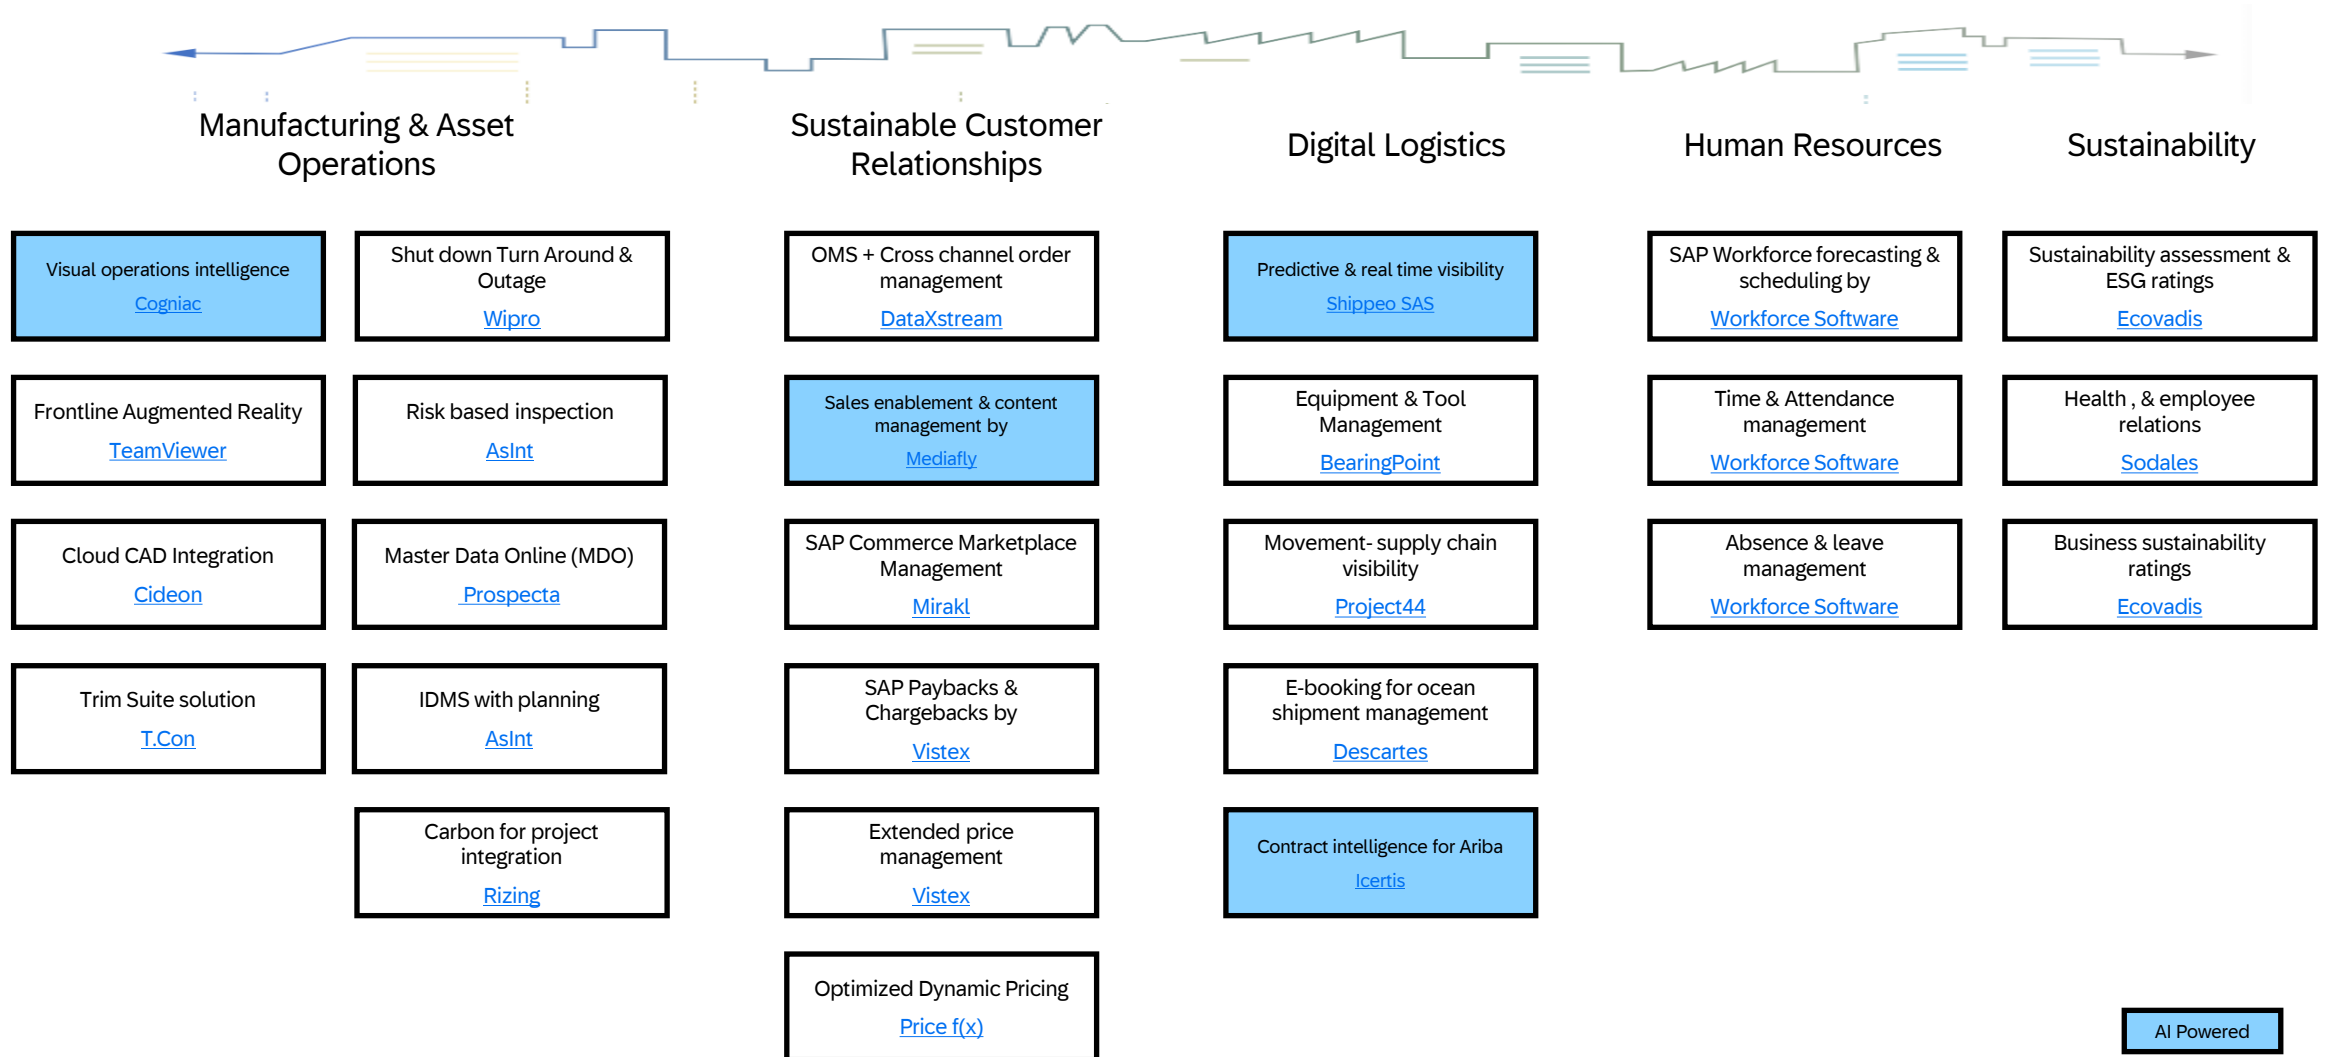 Manufacturing & Asset
Operations
Sustainable Customer
Relationships
Digital Logistics
Human Resources
Sustainability
Visual operations intelligence
Cogniac
Frontline Augmented Reality
TeamViewer
Cloud CAD Integration
Cideon
Trim Suite solution
T.Con
Shut down Turn Around &
Outage
Wipro
Risk based inspection
AsInt
Master Data Online (MDO)
Prospecta
IDMS with planning
AsInt
Carbon for project
integration
Rizing
OMS + Cross channel order
management
DataXstream
Sales enablement & content
management by
Mediafly
SAP Commerce Marketplace
Management
Mirakl
SAP Paybacks &
Chargebacks by
Vistex
Extended price
management
Vistex
Optimized Dynamic Pricing
Price f(x)
Predictive & real time visibility
Shippeo SAS
Equipment & Tool
Management
BearingPoint
Movement- supply chain
visibility
Project44
E-booking for ocean
shipment management
Descartes
Contract intelligence for Ariba
Icertis
SAP Workforce forecasting &
scheduling by
Workforce Software
Time & Attendance
management
Workforce Software
Absence & leave
management
Workforce Software
Sustainability assessment &
ESG ratings
Ecovadis
Health , & employee
relations
Sodales
Business sustainability
ratings
Ecovadis
AI Powered